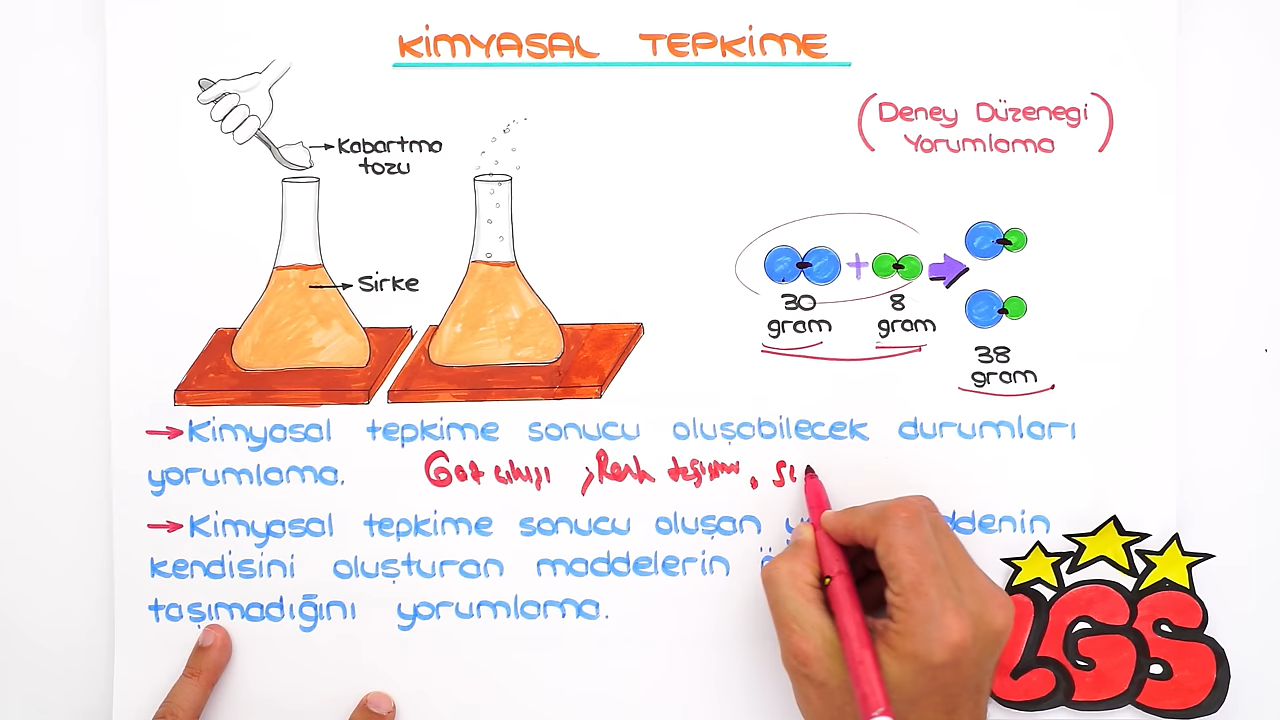 KİMYASAL TEPKİME
(Deney Düzeneği
Yorumlama)
Kabartma
tozu
Sirke
+
30
gram
8
gram
38
gram
→Kimyasal tepkime sonucu oluşabilecek durumları
yorumlama. Gaz çıkışı, Renk değişimi,
→Kimyasal tepkime sonucu oluşan
kendisini oluşturan maddelerin
taşımadığını yorumlama.
LGS